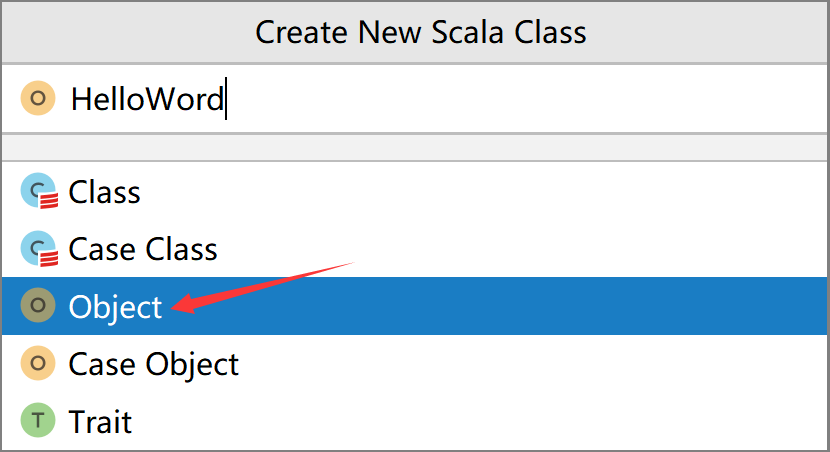 Create New Scala Class
O HelloWord
C Class
C Case Class
O Object
O Case Object
T Trait